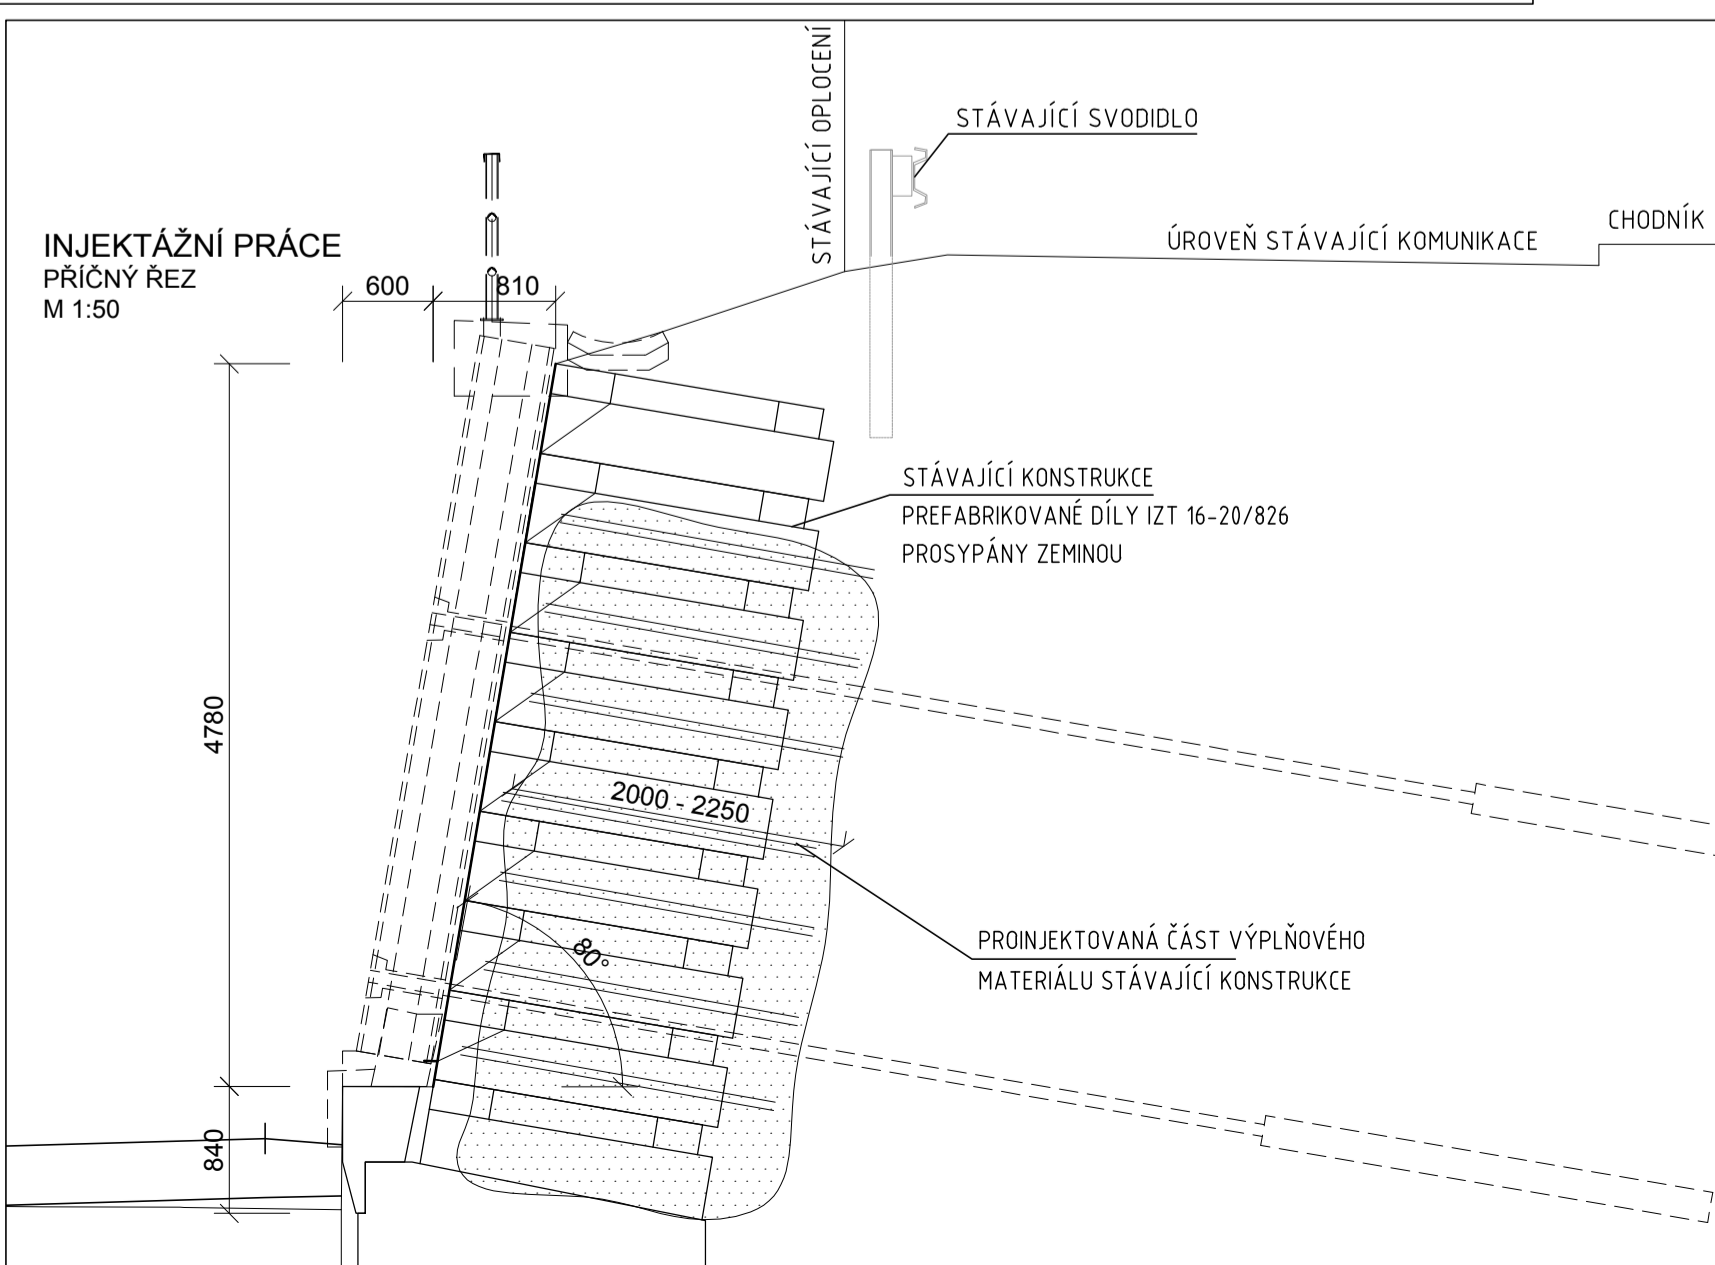 STÁVAJÍCÍ OPLOCENÍ
STÁVAJÍCÍ SVODIDLO
CHODNÍK
ÚROVEŇ STÁVAJÍCÍ KOMUNIKACE
INJEKTÁŽNÍ PRÁCE
PŘÍČNÝ ŘEZ
M 1:50
600
810
STÁVAJÍCÍ KONSTRUKCE
PREFABRIKOVANÉ DÍLY IZT 16-20/826
PROSYPÁNY ZEMINOU
4780
2000 - 2250
80°
PROINJEKTOVANÁ ČÁST VÝPLŇOVÉHO
MATERIÁLU STÁVAJÍCÍ KONSTRUKCE
840